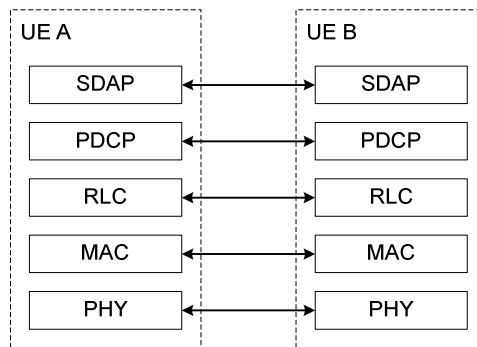 UE A UE B
SDAP SDAP
PDCP PDCP
RLC RLC
MAC MAC
PHY PHY